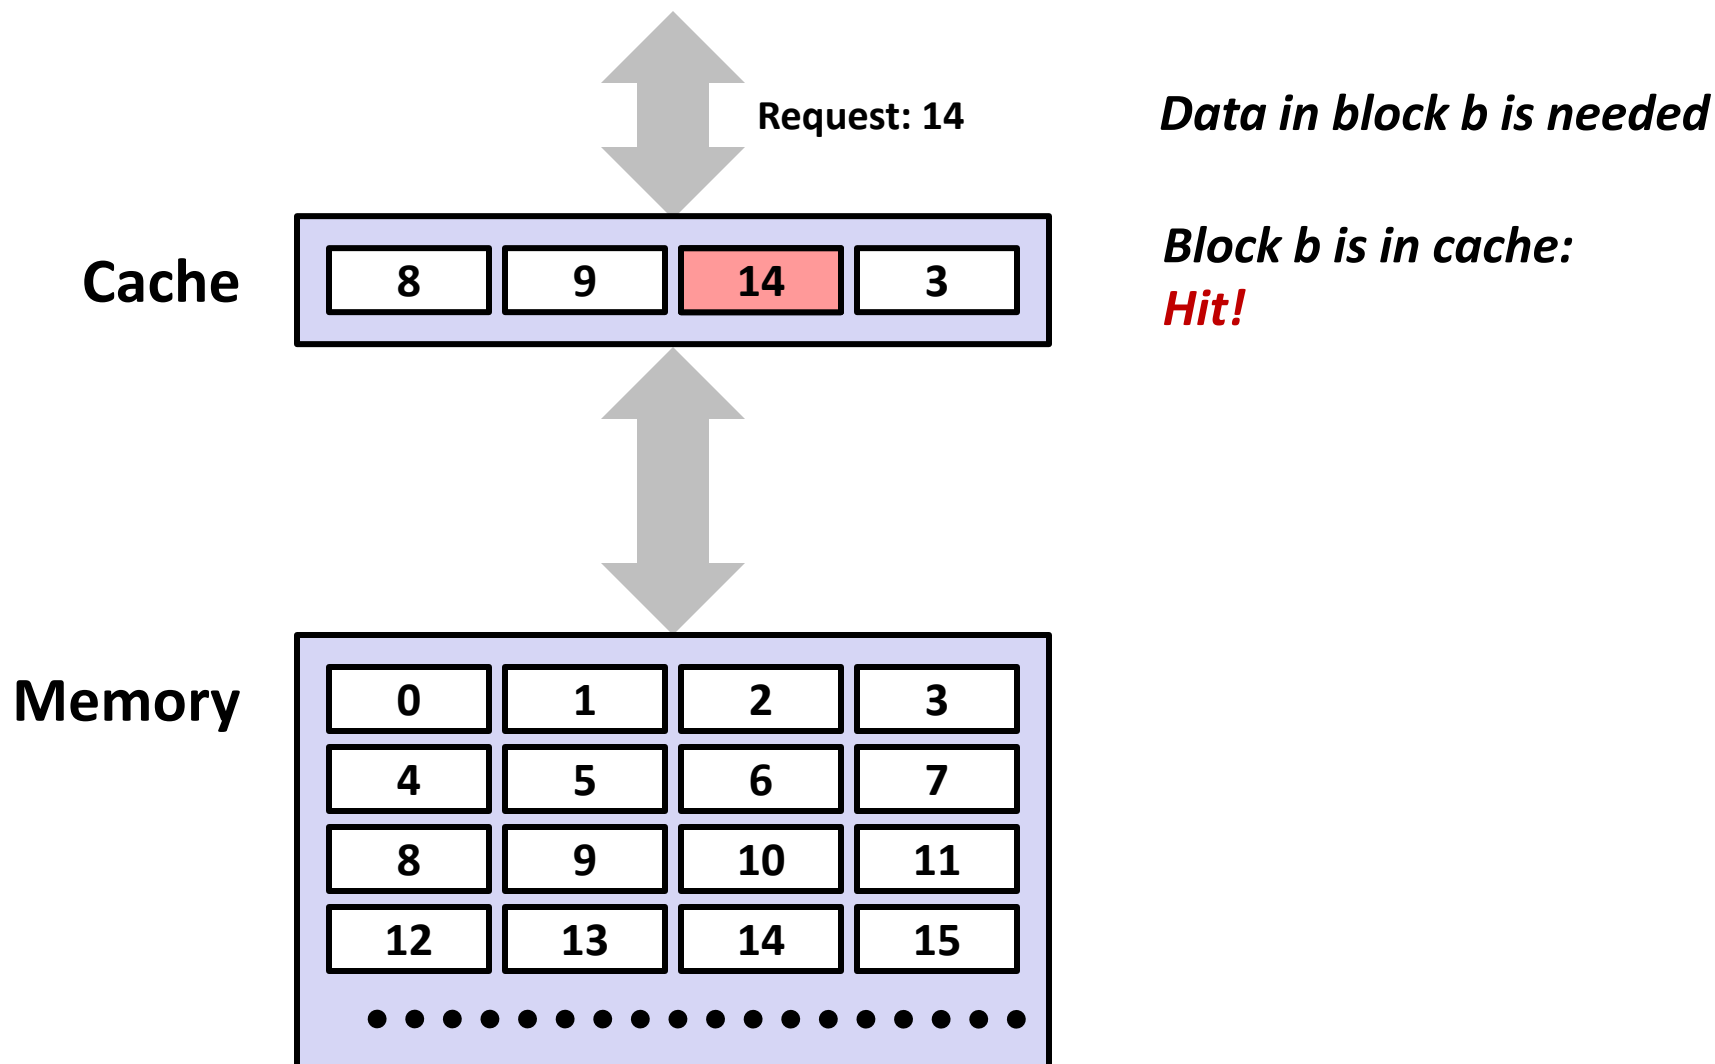 Request: 14
Data in block b is needed
Cache
8 9 14 3
Block b is in cache:
Hit!
Memory
0 1 2 3
4 5 6 7
8 9 10 11
12 13 14 15